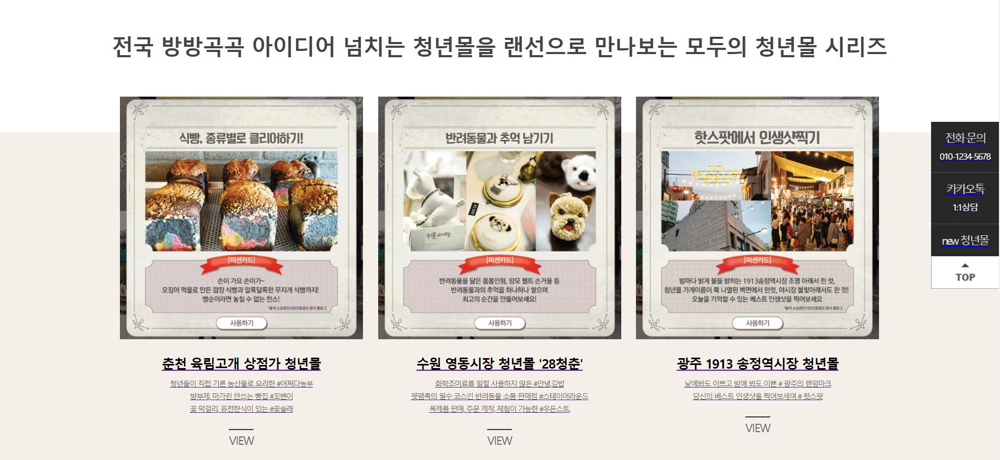 전국 방방곡곡 아이디어 넘치는 청년몰을 랜선으로 만나보는 모두의 청년몰 시리즈
식빵, 종류별로 클리어하기!
[미션카드]
손이 가요 손이가~
오징어 먹물로 만든 깜장 식빵과 알록달록한 무지개 식빵까지!
빵순이라면 놓칠 수 없는 찬스!
*출처 소상공인시장진흥공단 공식 블로그
사용하기
춘천 육림고개 상점가 청년몰
청년들이 직접 기른 농산물로 요리한 #어쩌다농부
방부제, 마가린 안쓰는 빵집 #꼬삔이
꽃 막걸리, 퓨전한식이 있는 #꽃술래
VIEW
반려동물과 추억 남기기
30,000
커플 아이템
[미션카드]
반려동물을 닮은 폼폼인형, 양모 펠트 손거울 등
반려동물과의 추억을 하나하나 쌓으며
최고의 순간을 만들어보세요!
사용하기
수원 영동시장 청년몰 '28청춘'
화학조미료를 일절 사용하지 않은 #안녕,김밥
펫팸족의 필수 코스인 반려동물 소품 판매점 #스테이어라운드
목제품 판매, 주문 제작, 체험이 가능한 #우든스트
VIEW
핫스팟에서 인생샷찍기
1913
송정역시장
[미션카드]
밤마다 밝게 불을 밝히는 1913송정역시장 조명 아래서 한 컷,
청년몰 가게이름이 쭉 나열된 벽면에서 한컷, 야시장 불빛아래서도 한 컷!
오늘을 기억할 수 있는 베스트 인생샷을 찍어보세요
*출처 소상공인시장진흥공단 공식 블로그
사용하기
광주 1913 송정역시장 청년몰
낮에봐도 이쁘고 밤에 봐도 이쁜 # 광주의 랜덤마크
당신의 베스트 인생샷을 찍어보세여 # 핫스팟
VIEW
전화 문의
010-1234-5678
카카오톡
1:1상담
new 청년몰
TOP